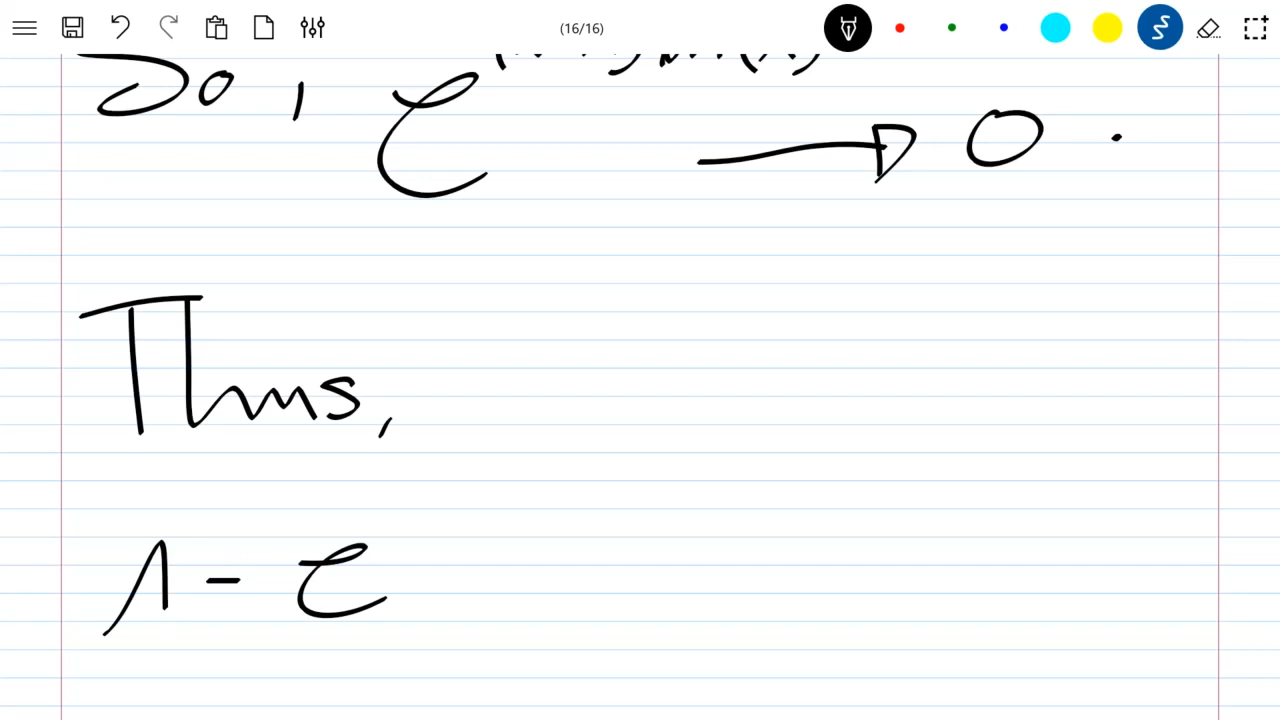 (16/16)
So, e → 0 .
Thus,
1 - e